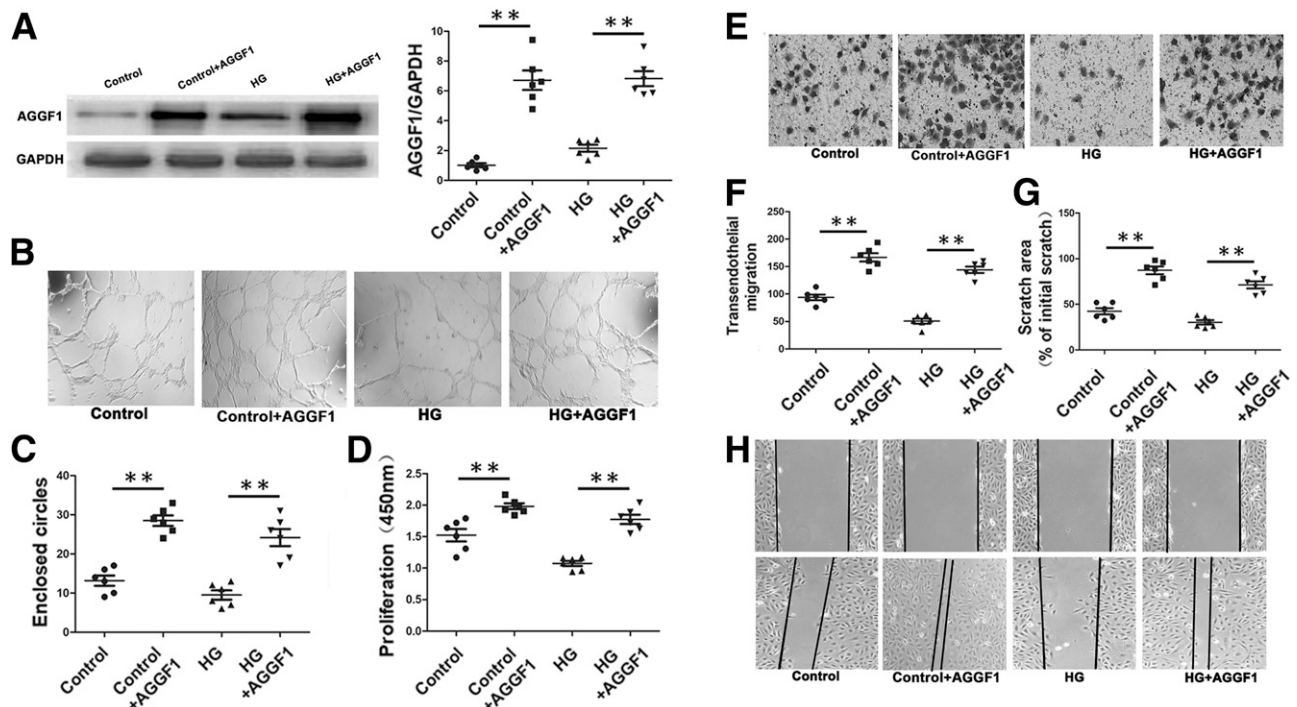 A
Control
Control+AGGF1
HG
HG+AGGF1
AGGF1
GAPDH
AGGF1/GAPDH
10
8
6
4
2
0
**
**
Control
Control
+AGGF1
HG
HG
+AGGF1
B
Control
Control+AGGF1
HG
HG+AGGF1
C
Enclosed circles
40
30
20
10
0
**
**
Control
Control
+AGGF1
HG
HG
+AGGF1
D
Proliferation（450nm）
2.5
2.0
1.5
1.0
0.5
0.0
**
**
Control
Control
+AGGF1
HG
HG
+AGGF1
E
Control
Control+AGGF1
HG
HG+AGGF1
F
Transendothelial
migration
250
200
150
100
50
0
**
**
Control
Control
+AGGF1
HG
HG
+AGGF1
G
Scratch area
(% of initial scratch）
150
100
50
0
**
**
Control
Control
+AGGF1
HG
HG
+AGGF1
H
Control
Control+AGGF1
HG
HG+AGGF1